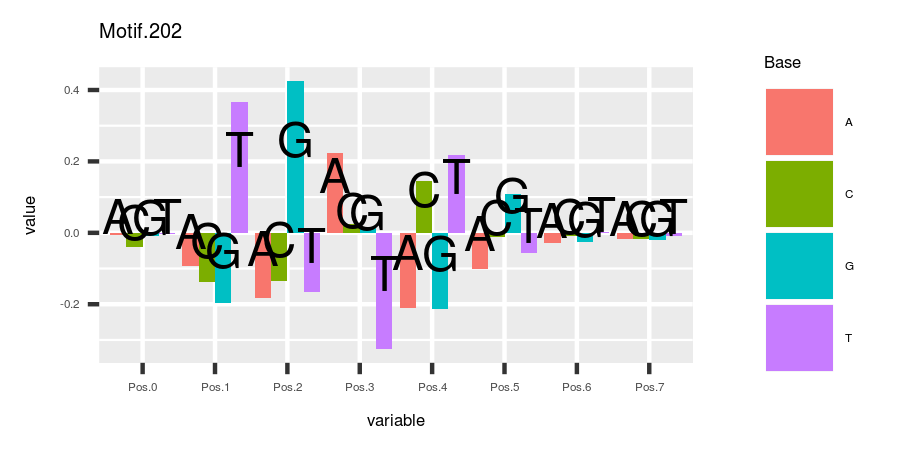 Motif.202
Base
0.4
0.2
0.0
-0.2
value
A C G T
A C G T
A C G T
A C G T
A C G T
A C G T
A C G T
A C G T
Pos.0 Pos.1 Pos.2 Pos.3 Pos.4 Pos.5 Pos.6 Pos.7
variable
A
C
G
T